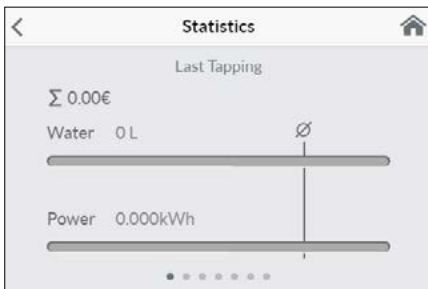 Statistics
Last Tapping
Σ 0.00€
Water 0 L Ø
Power 0.000kWh